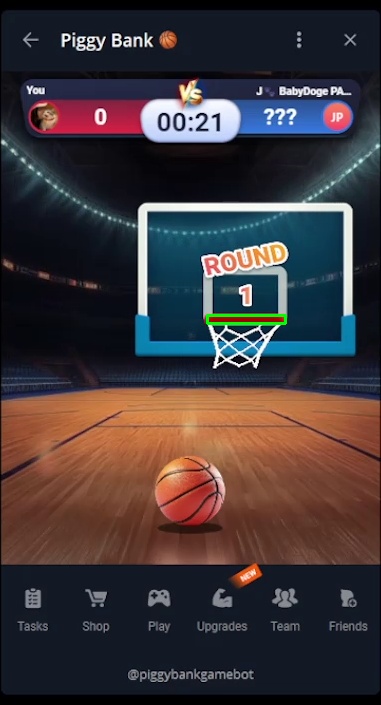 Piggy Bank 🏀
You
VS
J 🐾 BabyDoge PA...
0
00:21
???
JP
ROUND
1
NEW
Tasks
Shop
Play
Upgrades
Team
Friends
@piggybankgamebot